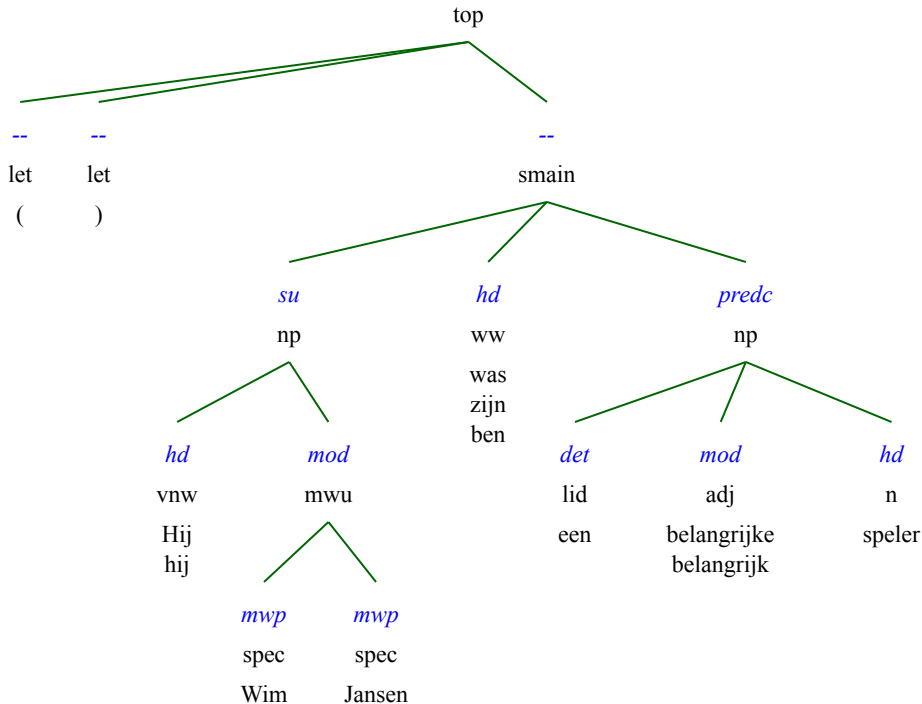 top
-- -- --
let let smain
( )
su hd predc
np ww np
was
zijn
ben
hd mod det mod hd
vnw mwu lid adj n
Hij een belangrijke speler
hij belangrijk
mwp mwp
spec spec
Wim Jansen